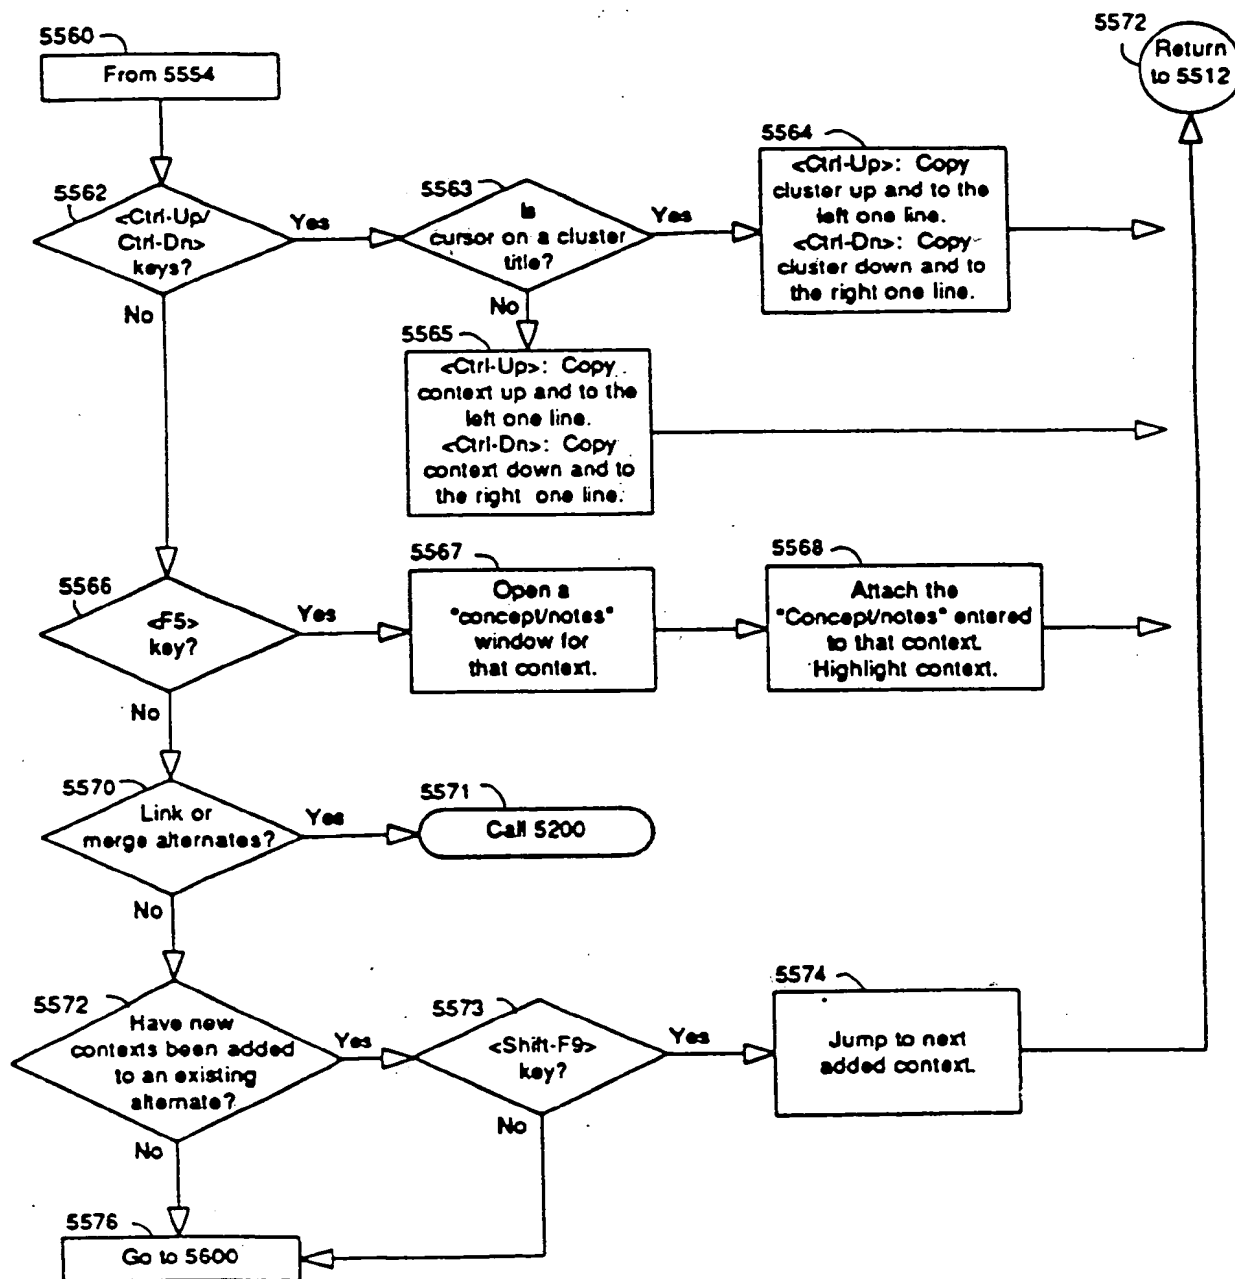 5560
From 5554
5572
Return
to 5512
5562
<Ctrl-Up/
Ctrl-Dn>
keys?
Yes
No
5563
Is
cursor on a cluster
title?
Yes
No
5564
<Ctrl-Up>: Copy
cluster up and to the
left one line.
<Ctrl-Dn>: Copy
cluster down and to
the right one line.
5565
<Ctrl-Up>: Copy
context up and to the
left one line.
<Ctrl-Dn>: Copy
context down and to
the right one line.
5566
<F5>
key?
Yes
No
5567
Open a
"concept/notes"
window for
that context.
5568
Attach the
"Concept/notes" entered
to that context.
Highlight context.
5570
Link or
merge alternates?
Yes
No
5571
Call 5200
5572
Have new
contexts been added
to an existing
alternate?
Yes
No
5573
<Shift-F9>
key?
Yes
No
5574
Jump to next
added context.
5576
Go to 5600